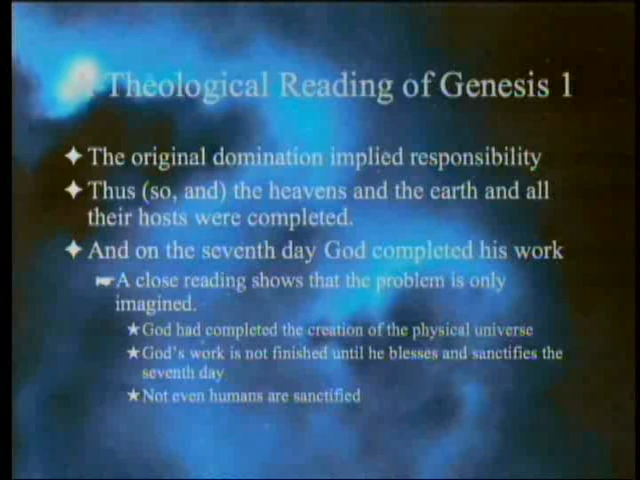 A Theological Reading of Genesis 1
The original domination implied responsibility
Thus (so, and) the heavens and the earth and all
their hosts were completed.
And on the seventh day God completed his work
A close reading shows that the problem is only
imagined.
God had completed the creation of the physical universe
God's work is not finished until he blesses and sanctifies the
seventh day
Not even humans are sanctified